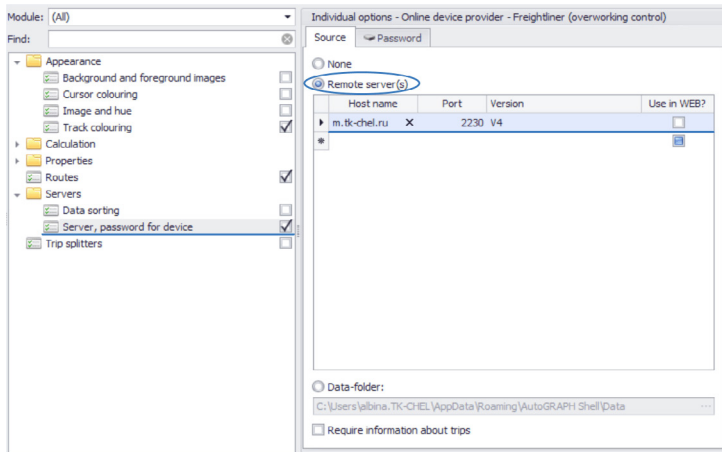 Module: (All)
Find:
Appearance
Background and foreground images
Cursor colouring
Image and hue
Track colouring
Calculation
Properties
Routes
Servers
Data sorting
Server, password for device
Trip splitters
Individual options - Online device provider - Freightliner (overworking control)
Source Password
None
Remote server(s)
Host name Port Version Use in WEB?
m.tk-chel.ru 2230 V4
Data-folder:
C:\Users\albina.TK-CHEL\AppData\Roaming\AutoGRAPH Shell\Data ...
Require information about trips